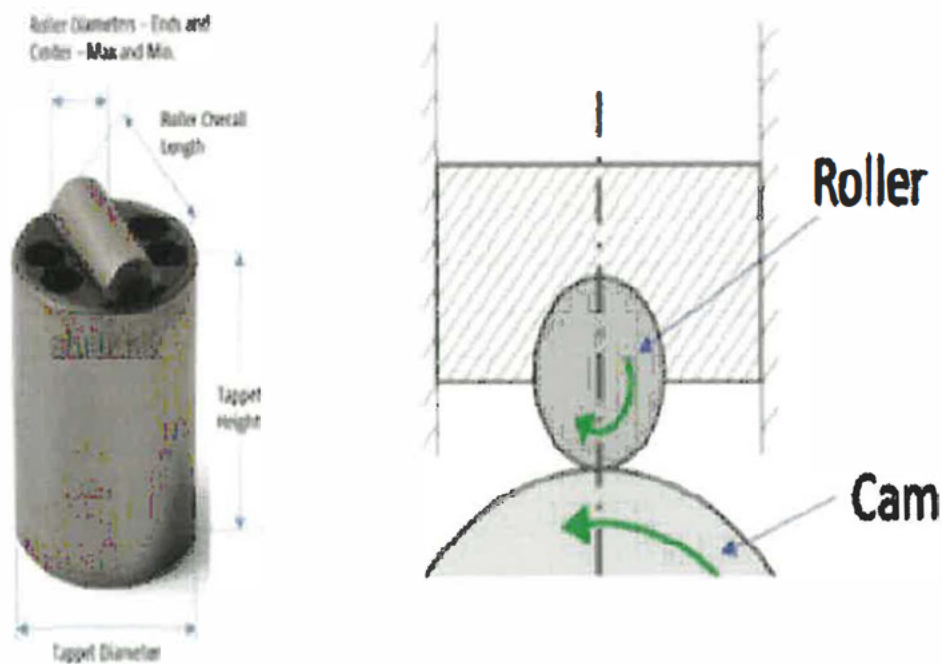 Roller Diameters – Ends and
Center – Max and Min.
Roller Overall
Length
Tappet
Height
Tappet Diameter
Roller
Cam